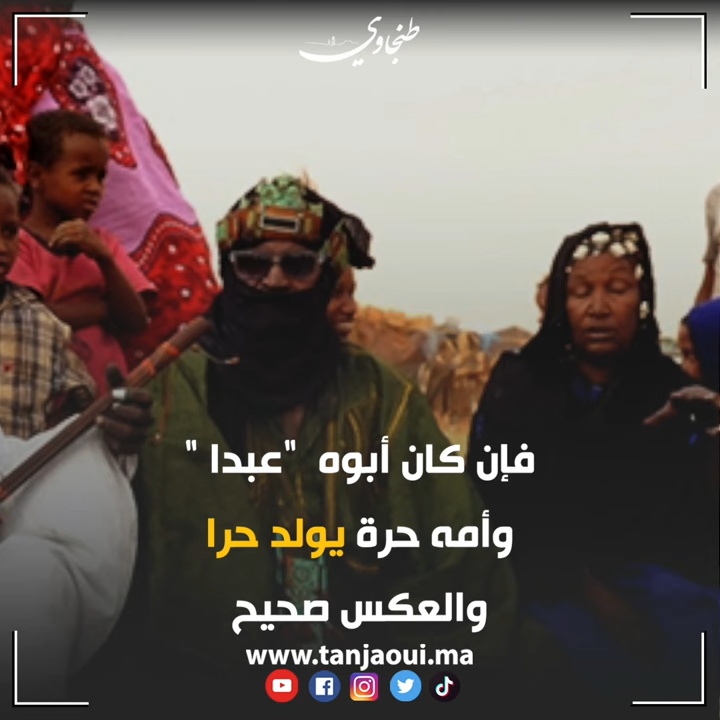 طنجاوي
فإن كان أبوه "عبدا "
وأمه حرة يولد حرا
والعكس صحيح
www.tanjaoui.ma